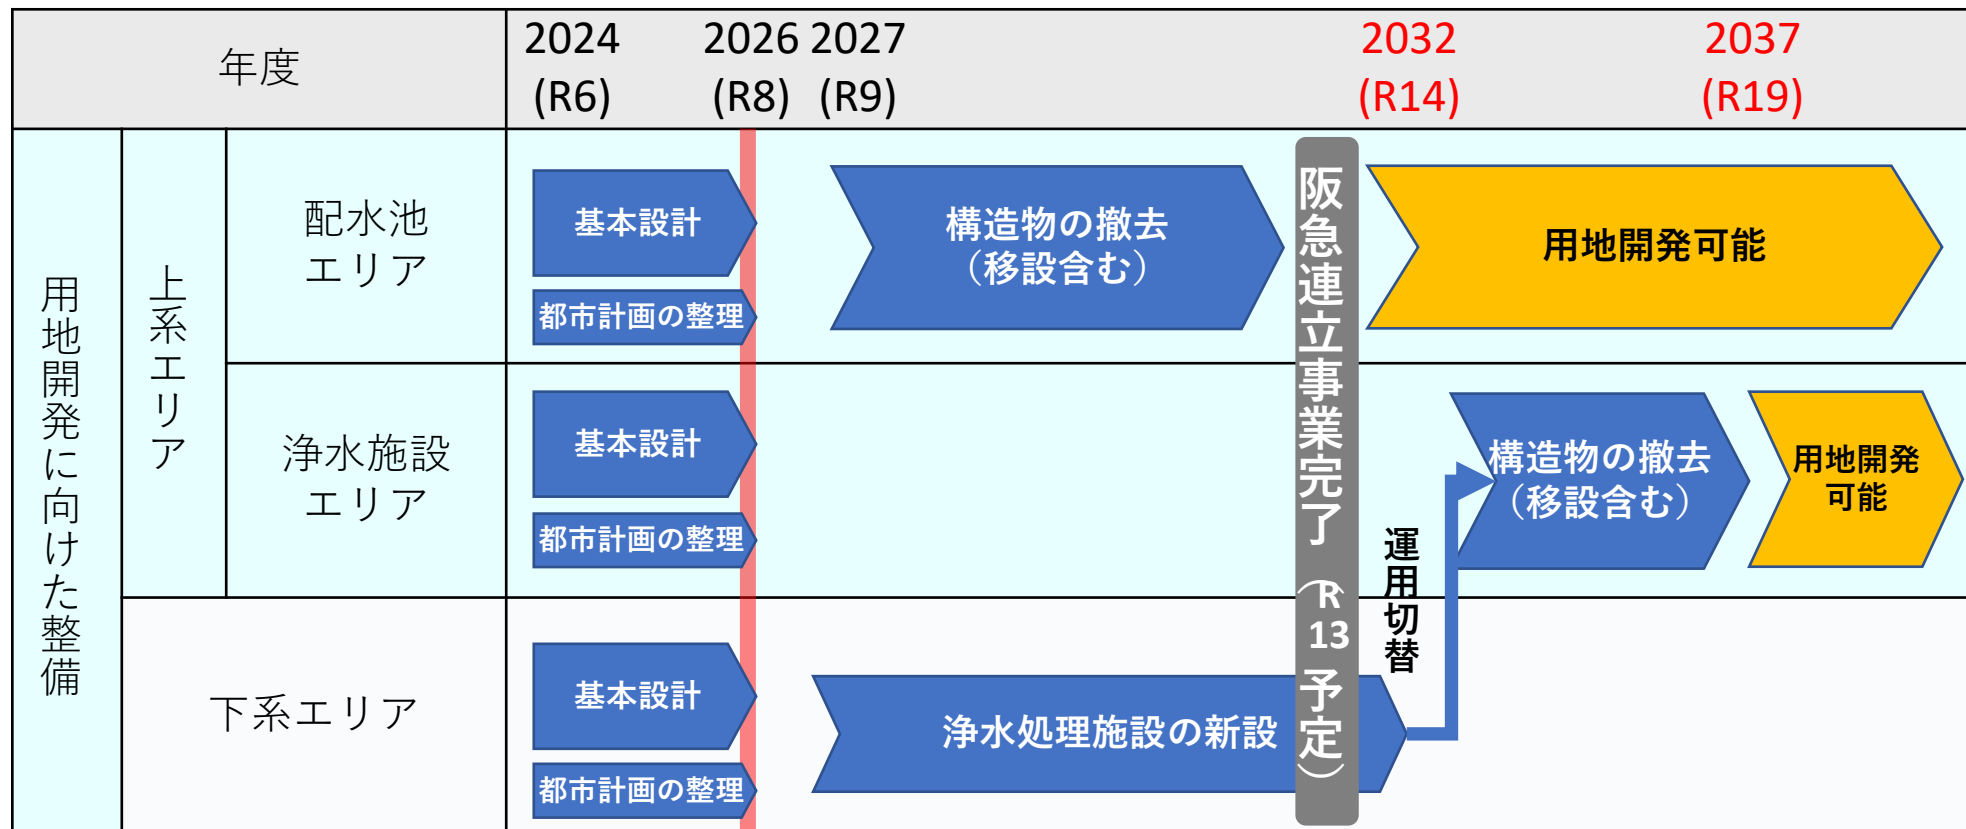 年度
2024
(R6)
2026
(R8)
2027
(R9)
2032
(R14)
2037
(R19)
用地開発に向けた整備
上系エリア
配水池
エリア
基本設計
都市計画の整理
構造物の撤去
（移設含む）
阪急連立事業完了（R13予定）
用地開発可能
浄水施設
エリア
基本設計
都市計画の整理
構造物の撤去
（移設含む）
用地開発
可能
運用切替
下系エリア
基本設計
都市計画の整理
浄水処理施設の新設